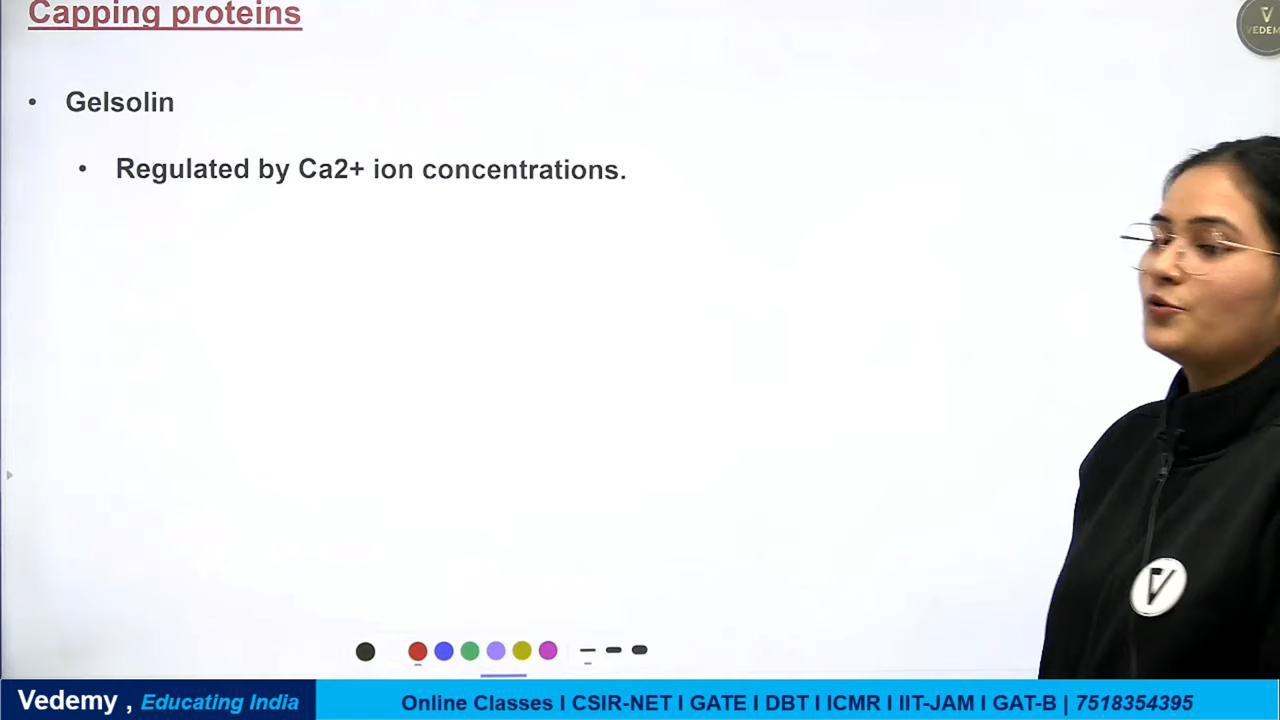 Capping proteins
VEDEM
• Gelsolin
• Regulated by Ca2+ ion concentrations.
Vedemy , Educating India
Online Classes I CSIR-NET I GATE I DBT I ICMR I IIT-JAM I GAT-B | 7518354395